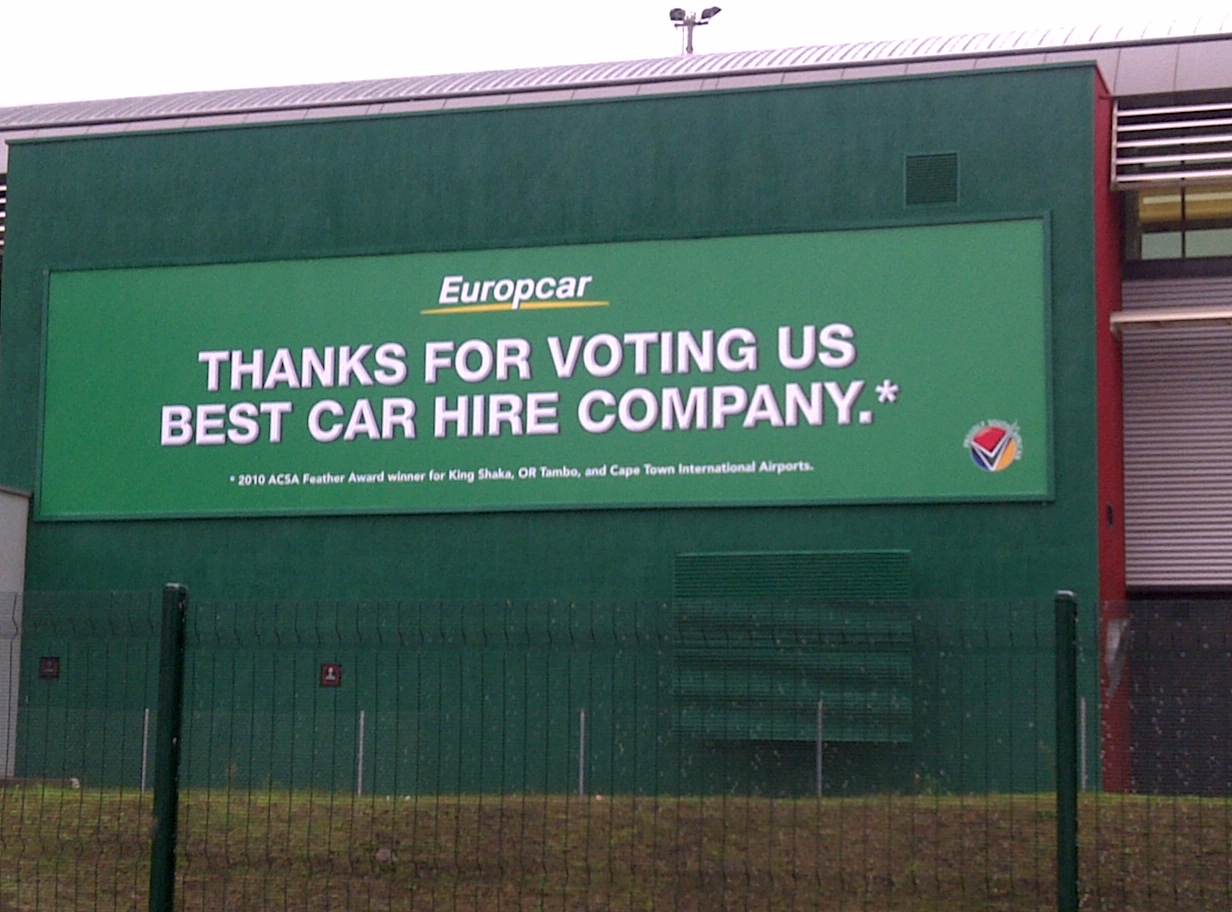 Europcar
THANKS FOR VOTING US
BEST CAR HIRE COMPANY.*
* 2010 ACSA Feather Award winner for King Shaka, OR Tambo, and Cape Town International Airports.